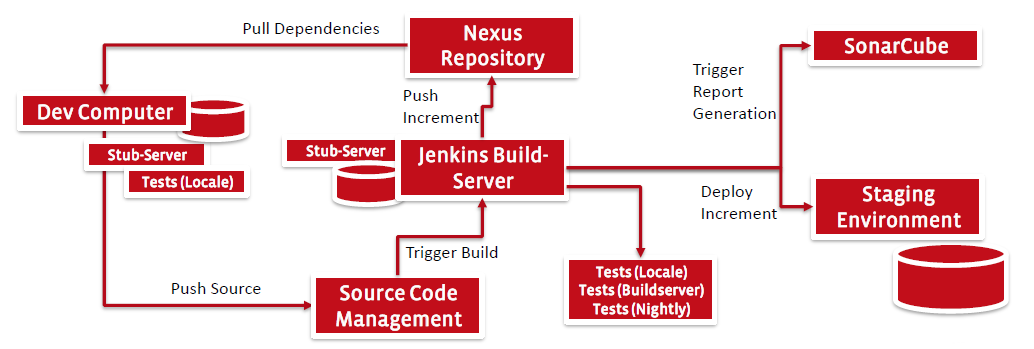 Pull Dependencies
Nexus
Repository
SonarCube
Trigger
Report
Generation
Push
Increment
Dev Computer
Stub-Server
Tests (Locale)
Stub-Server
Jenkins Build-
Server
Deploy
Increment
Staging
Environment
Trigger Build
Tests (Locale)
Tests (Buildserver)
Tests (Nightly)
Push Source
Source Code
Management